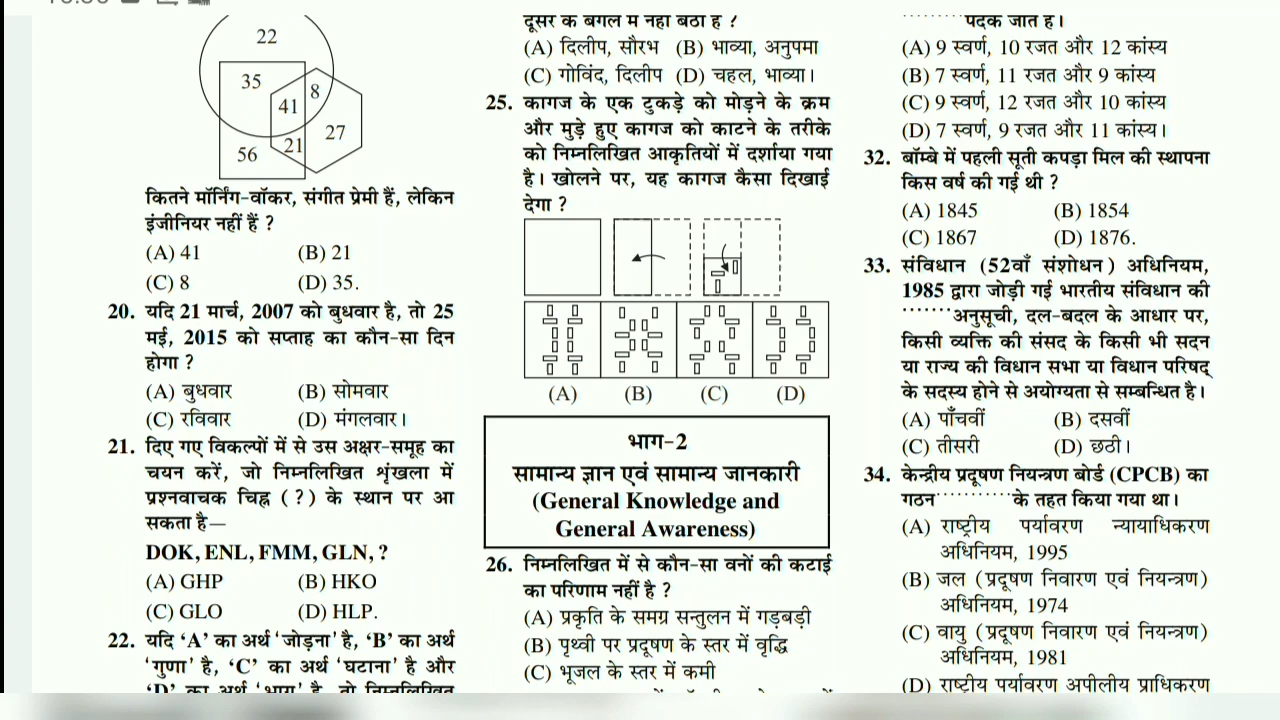 22
35
8
41
27
21
56
कितने मॉर्निंग-वॉकर, संगीत प्रेमी हैं, लेकिन
इंजीनियर नहीं हैं ?
(A) 41 (B) 21
(C) 8 (D) 35.
20. यदि 21 मार्च, 2007 को बुधवार है, तो 25
मई, 2015 को सप्ताह का कौन-सा दिन
होगा ?
(A) बुधवार (B) सोमवार
(C) रविवार (D) मंगलवार।
21. दिए गए विकल्पों में से उस अक्षर-समूह का
चयन करें, जो निम्नलिखित शृंखला में
प्रश्नवाचक चिह्न (?) के स्थान पर आ
सकता है—
DOK, ENL, FMM, GLN, ?
(A) GHP (B) HKO
(C) GLO (D) HLP.
22. यदि ‘A’ का अर्थ ‘जोड़ना’ है, ‘B’ का अर्थ
‘गुणा’ है, ‘C’ का अर्थ ‘घटाना’ है और
‘D’ का अर्थ ‘भाग’ है, तो निम्नलिखित
दूसरे के बगल में नहीं बैठा है ?
(A) दिलीप, सौरभ (B) भाव्या, अनुपमा
(C) गोविंद, दिलीप (D) चहल, भाव्या।
25. कागज के एक टुकड़े को मोड़ने के क्रम
और मुड़े हुए कागज को काटने के तरीके
को निम्नलिखित आकृतियों में दर्शाया गया
है। खोलने पर, यह कागज कैसा दिखाई
देगा ?
(A) (B) (C) (D)
भाग-2
सामान्य ज्ञान एवं सामान्य जानकारी
(General Knowledge and
General Awareness)
26. निम्नलिखित में से कौन-सा वनों की कटाई
का परिणाम नहीं है ?
(A) प्रकृति के समग्र सन्तुलन में गड़बड़ी
(B) पृथ्वी पर प्रदूषण के स्तर में वृद्धि
(C) भूजल के स्तर में कमी
········पदक जीते हैं।
(A) 9 स्वर्ण, 10 रजत और 12 कांस्य
(B) 7 स्वर्ण, 11 रजत और 9 कांस्य
(C) 9 स्वर्ण, 12 रजत और 10 कांस्य
(D) 7 स्वर्ण, 9 रजत और 11 कांस्य।
32. बॉम्बे में पहली सूती कपड़ा मिल की स्थापना
किस वर्ष की गई थी ?
(A) 1845 (B) 1854
(C) 1867 (D) 1876.
33. संविधान (52वाँ संशोधन) अधिनियम,
1985 द्वारा जोड़ी गई भारतीय संविधान की
·······अनुसूची, दल-बदल के आधार पर,
किसी व्यक्ति की संसद के किसी भी सदन
या राज्य की विधान सभा या विधान परिषद्
के सदस्य होने से अयोग्यता से सम्बन्धित है।
(A) पाँचवीं (B) दसवीं
(C) तीसरी (D) छठी।
34. केन्द्रीय प्रदूषण नियन्त्रण बोर्ड (CPCB) का
गठन···········के तहत किया गया था।
(A) राष्ट्रीय पर्यावरण न्यायाधिकरण
अधिनियम, 1995
(B) जल (प्रदूषण निवारण एवं नियन्त्रण)
अधिनियम, 1974
(C) वायु (प्रदूषण निवारण एवं नियन्त्रण)
अधिनियम, 1981
(D) राष्ट्रीय पर्यावरण अपीलीय प्राधिकरण